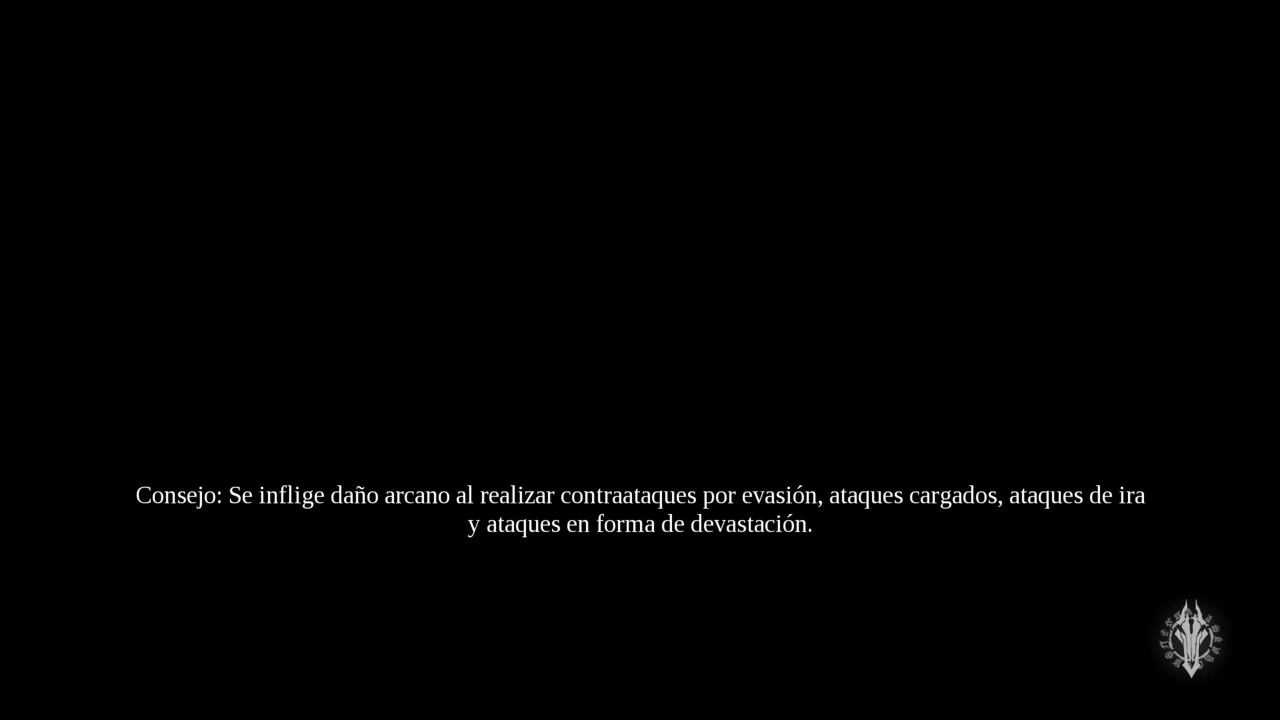 Consejo: Se inflige daño arcano al realizar contraataques por evasión, ataques cargados, ataques de ira
y ataques en forma de devastación.